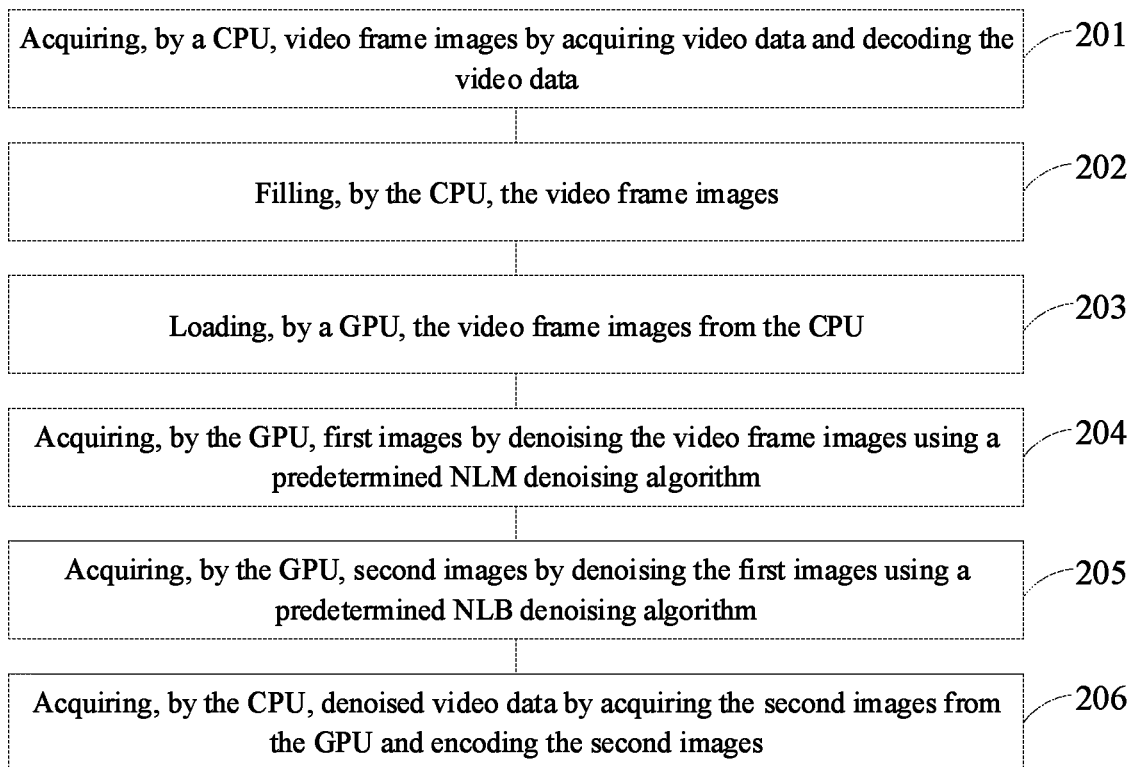 Acquiring, by a CPU, video frame images by acquiring video data and decoding the
video data
201
Filling, by the CPU, the video frame images
202
Loading, by a GPU, the video frame images from the CPU
203
Acquiring, by the GPU, first images by denoising the video frame images using a
predetermined NLM denoising algorithm
204
Acquiring, by the GPU, second images by denoising the first images using a
predetermined NLB denoising algorithm
205
Acquiring, by the CPU, denoised video data by acquiring the second images from
the GPU and encoding the second images
206